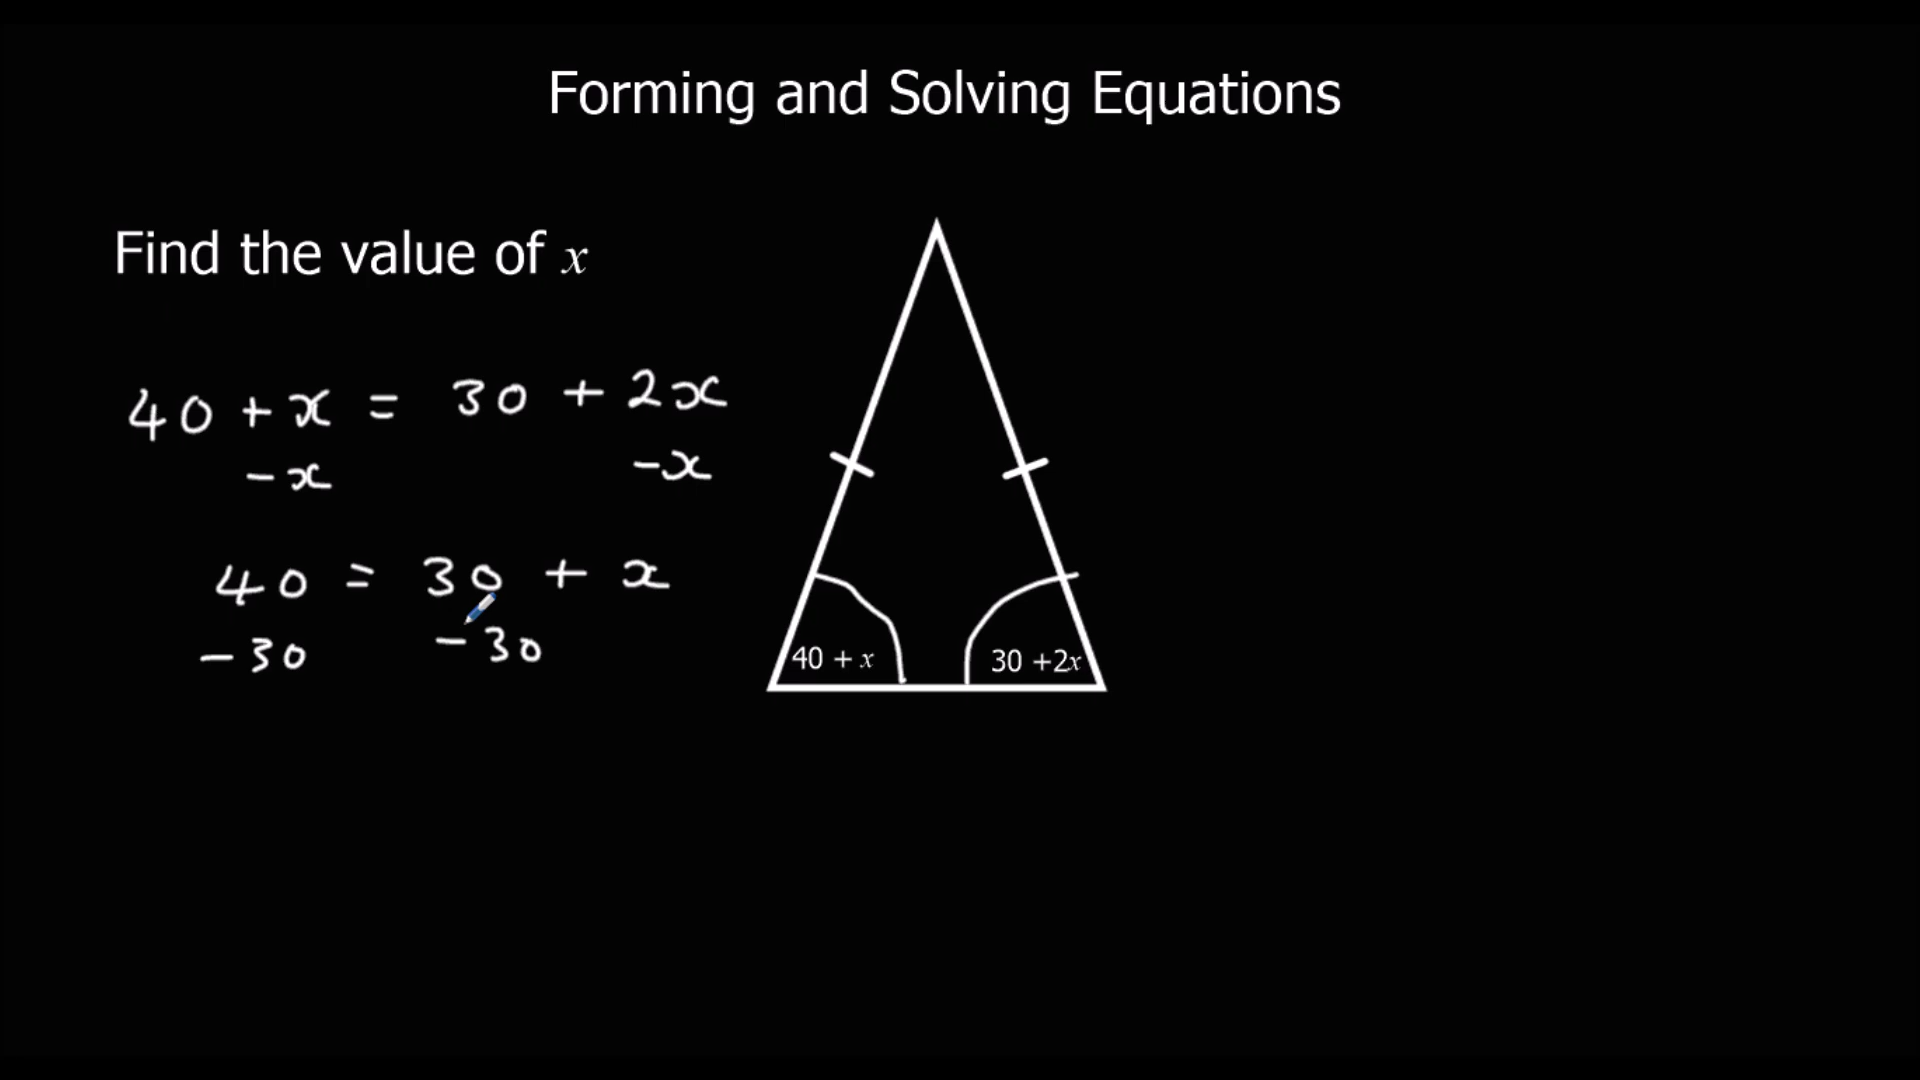 Forming and Solving Equations
Find the value of x
40 + x = 30 + 2x
- x - x
40 = 30 + x
- 30 - 30
40 + x
30 +2x